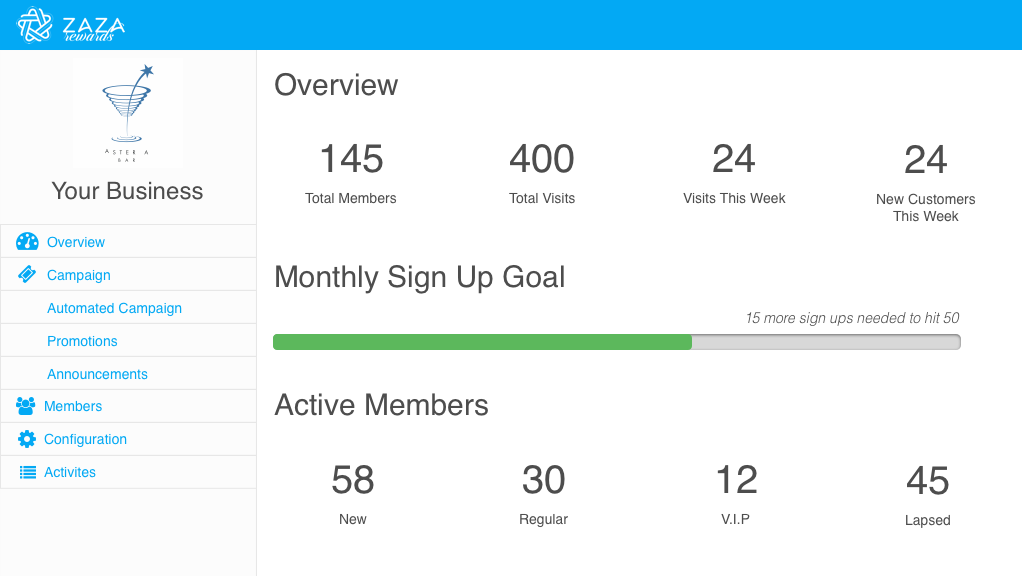 ZAZA
rewards
ASTER A
BAR
Your Business
Overview
Campaign
Automated Campaign
Promotions
Announcements
Members
Configuration
Activites
Overview
145
400
24
24
Total Members
Total Visits
Visits This Week
New Customers
This Week
Monthly Sign Up Goal
15 more sign ups needed to hit 50
Active Members
58
30
12
45
New
Regular
V.I.P
Lapsed